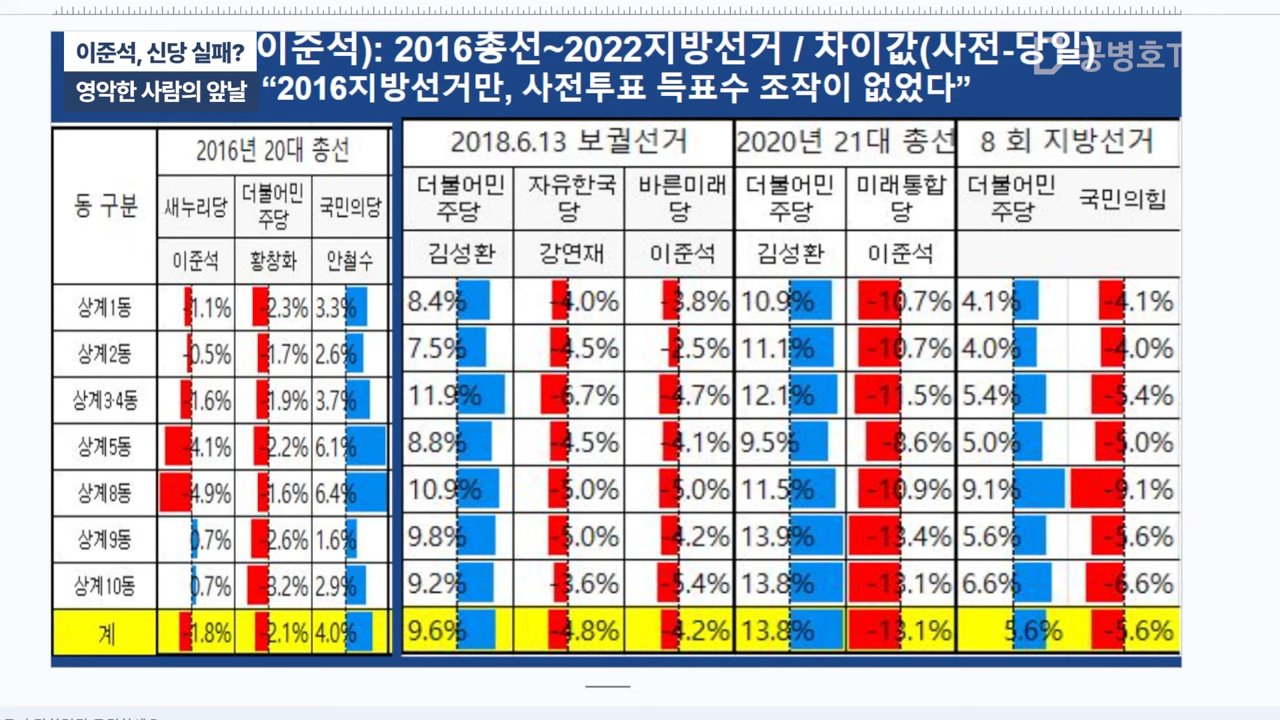 이준석, 신당 실패?
영악한 사람의 앞날
이준석): 2016총선~2022지방선거 / 차이값(사전-당일)
“2016지방선거만, 사전투표 득표수 조작이 없었다”
공병호T
동 구분 2016년 20대 총선 2018.6.13 보궐선거 2020년 21대 총선 8 회 지방선거
새누리당 더불어민주당 국민의당 더불어민주당 자유한국당 바른미래당 더불어민주당 미래통합당 더불어민주당 국민의힘
이준석 황창화 안철수 김성환 강연재 이준석 김성환 이준석
상계1동 -1.1% -2.3% 3.3% 8.4% -4.0% -3.8% 10.9% -10.7% 4.1% -4.1%
상계2동 -0.5% -1.7% 2.6% 7.5% -4.5% -2.5% 11.1% -10.7% 4.0% -4.0%
상계3·4동 -1.6% -1.9% 3.7% 11.9% -6.7% -4.7% 12.1% -11.5% 5.4% -5.4%
상계5동 -4.1% -2.2% 6.1% 8.8% -4.5% -4.1% 9.5% -8.6% 5.0% -5.0%
상계8동 -4.9% -1.6% 6.4% 10.9% -5.0% -5.0% 11.5% -10.9% 9.1% -9.1%
상계9동 0.7% -2.6% 1.6% 9.8% -5.0% -4.2% 13.9% -13.4% 5.6% -5.6%
상계10동 0.7% -3.2% 2.9% 9.2% -3.6% -5.4% 13.8% -13.1% 6.6% -6.6%
계 -1.8% -2.1% 4.0% 9.6% -4.8% -4.2% 13.8% -13.1% 5.6% -5.6%